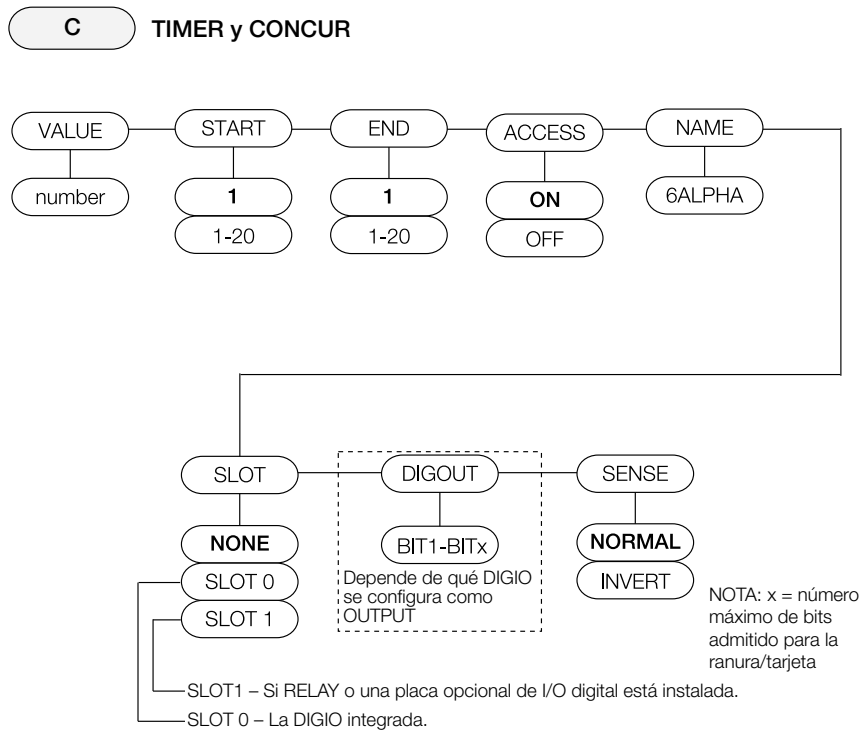 C TIMER y CONCUR
VALUE START END ACCESS NAME
number 1 1 ON 6ALPHA
1-20 1-20 OFF
SLOT DIGOUT SENSE
NONE BIT1-BITx NORMAL
SLOT 0 Depende de qué DIGIO INVERT
se configura como
SLOT 1 OUTPUT
NOTA: x = número
máximo de bits
admitido para la
ranura/tarjeta
SLOT1 – Si RELAY o una placa opcional de I/O digital está instalada.
SLOT 0 – La DIGIO integrada.